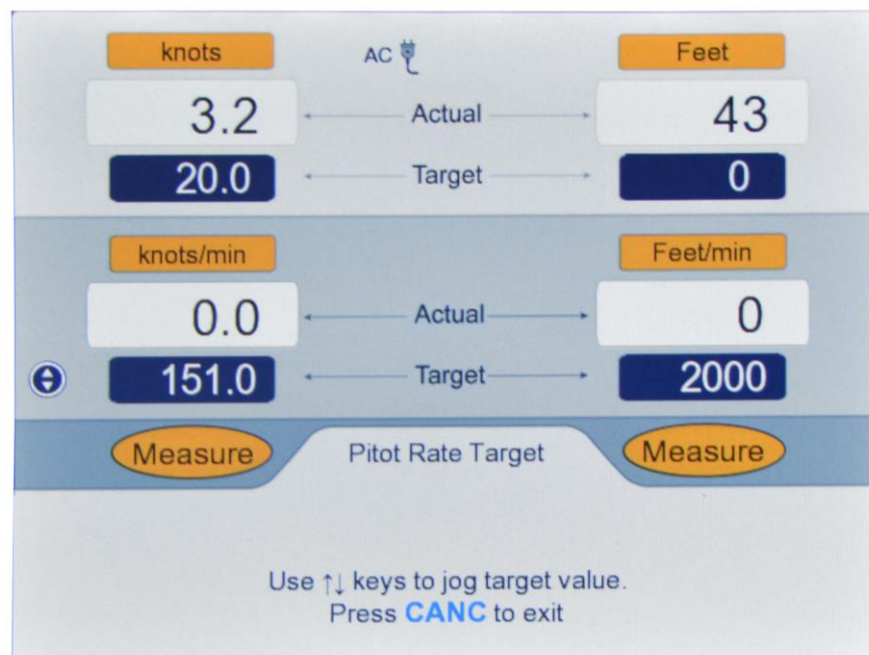 knots AC Feet
3.2 Actual 43
20.0 Target 0
knots/min Feet/min
0.0 Actual 0
151.0 Target 2000
Measure Pitot Rate Target Measure
Use ↑↓ keys to jog target value.
Press CANC to exit